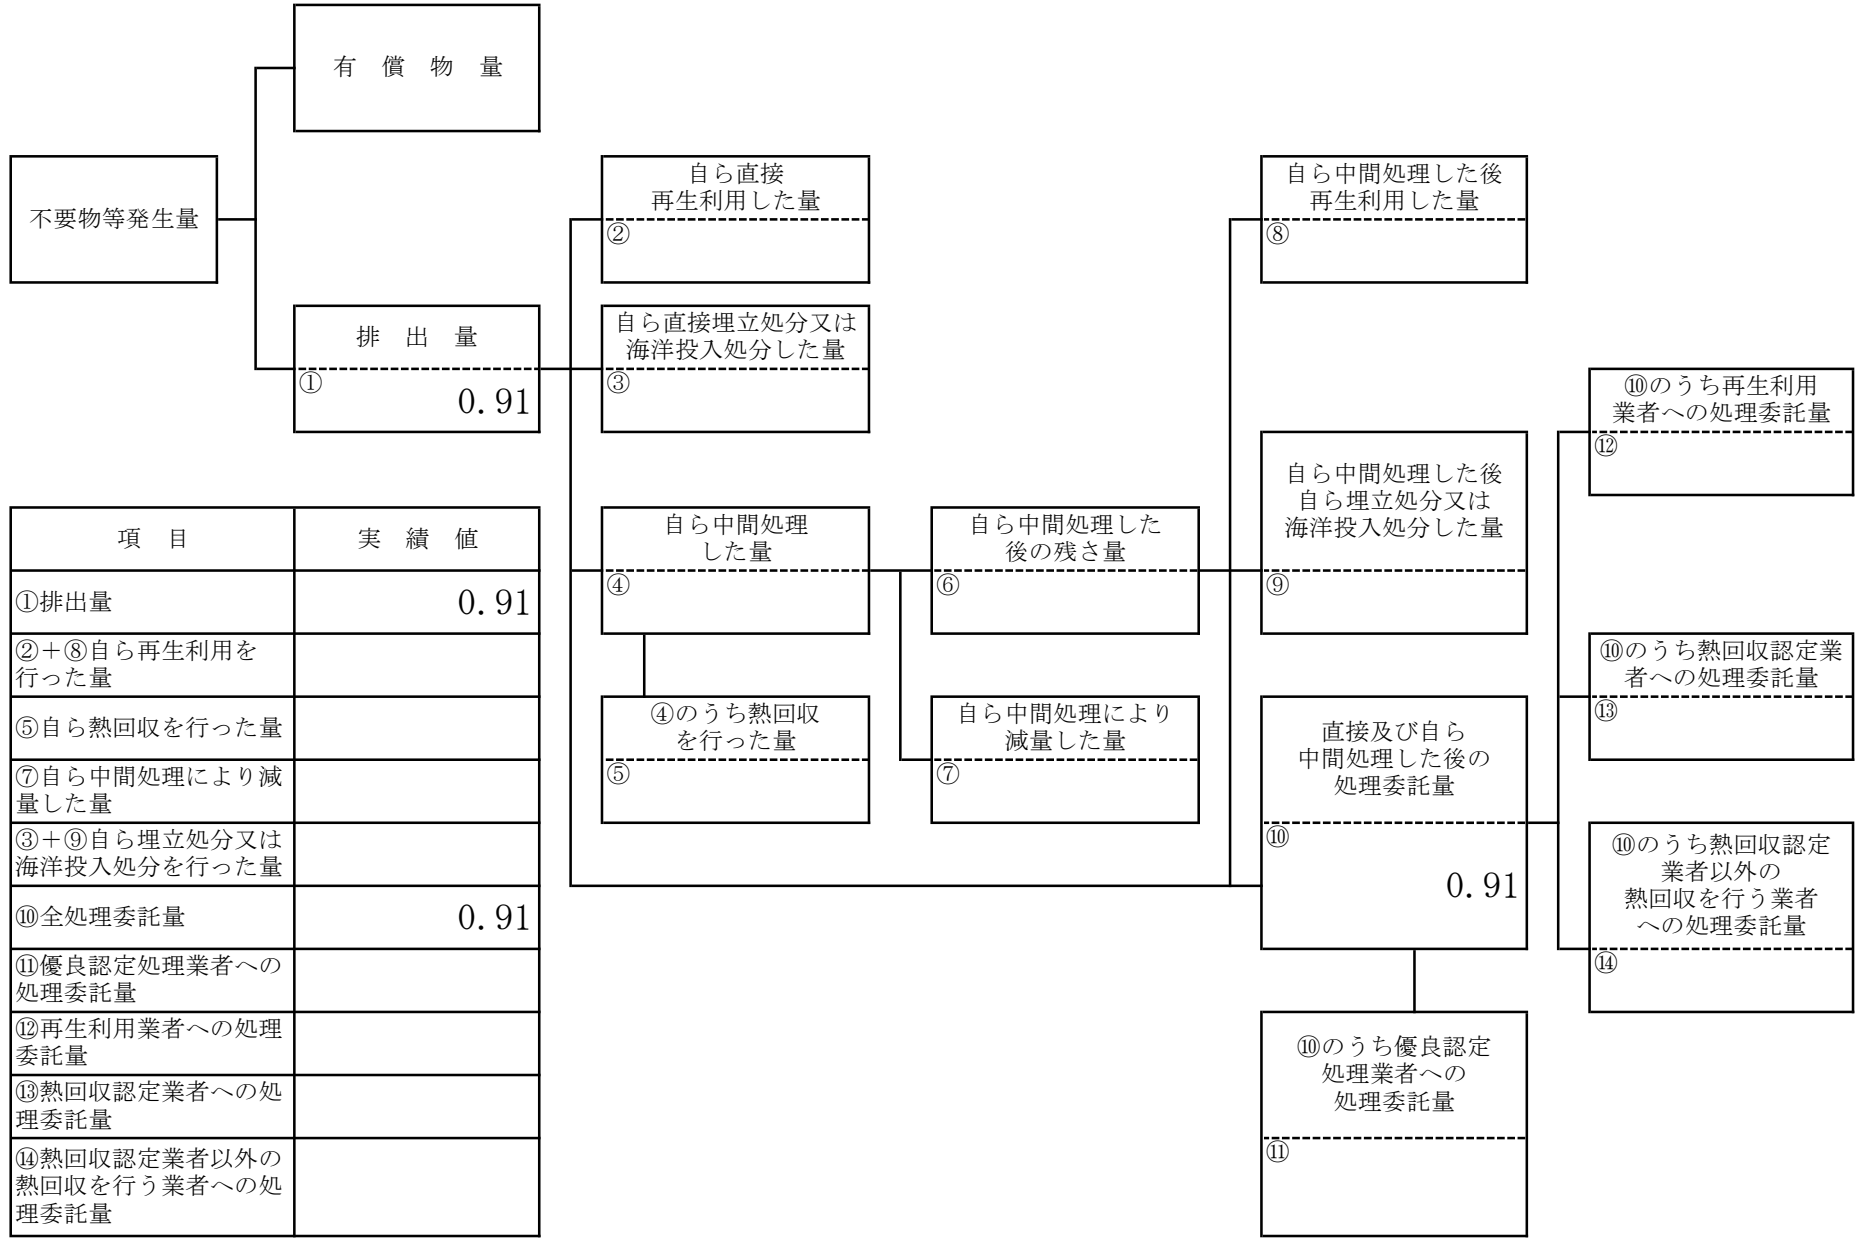 有 償 物 量
不要物等発生量
排 出 量
①
0.91
自ら直接
再生利用した量
②
自ら直接埋立処分又は
海洋投入処分した量
③
自ら中間処理
した量
④
④のうち熱回収
を行った量
⑤
自ら中間処理した
後の残さ量
⑥
自ら中間処理により
減量した量
⑦
自ら中間処理した後
再生利用した量
⑧
自ら中間処理した後
自ら埋立処分又は
海洋投入処分した量
⑨
直接及び自ら
中間処理した後の
処理委託量
⑩
0.91
⑩のうち優良認定
処理業者への
処理委託量
⑪
⑩のうち再生利用
業者への処理委託量
⑫
⑩のうち熱回収認定業
者への処理委託量
⑬
⑩のうち熱回収認定
業者以外の
熱回収を行う業者
への処理委託量
⑭
項 目 実 績 値
①排出量 0.91
②＋⑧自ら再生利用を
行った量
⑤自ら熱回収を行った量
⑦自ら中間処理により減
量した量
③＋⑨自ら埋立処分又は
海洋投入処分を行った量
⑩全処理委託量 0.91
⑪優良認定処理業者への
処理委託量
⑫再生利用業者への処理
委託量
⑬熱回収認定業者への処
理委託量
⑭熱回収認定業者以外の
熱回収を行う業者への処
理委託量